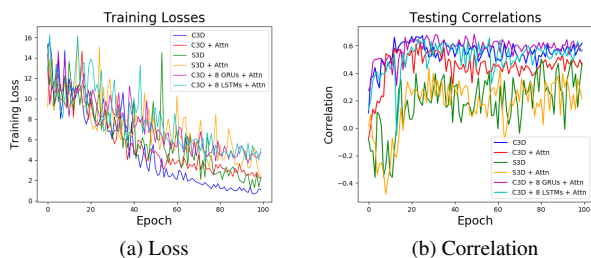 Training Losses
16
14
12
10
8
6
4
2
0
0
20
40
60
80
100
Training Loss
Epoch
C3D
C3D + Attn
S3D
S3D + Attn
C3D + 8 GRUs + Attn
C3D + 8 LSTMs + Attn
(a) Loss
Testing Correlations
0.6
0.4
0.2
0.0
−0.2
−0.4
0
20
40
60
80
100
Correlation
Epoch
C3D
C3D + Attn
S3D
S3D + Attn
C3D + 8 GRUs + Attn
C3D + 8 LSTMs + Attn
(b) Correlation